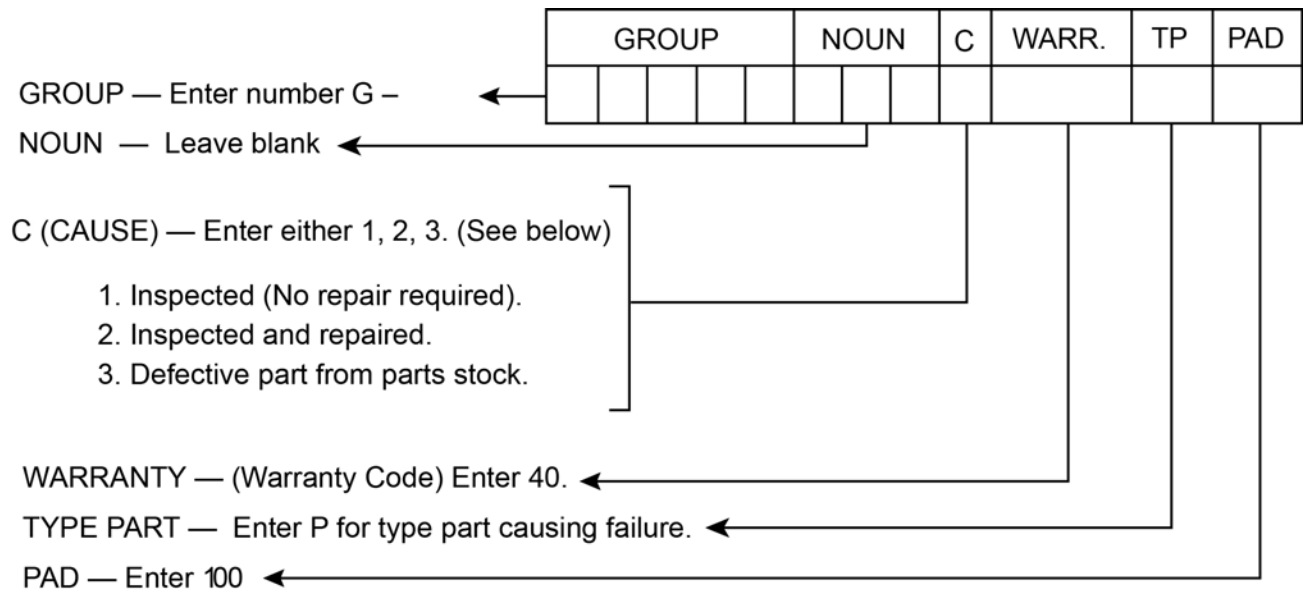 GROUP NOUN C WARR. TP PAD
GROUP — Enter number G –
NOUN — Leave blank
C (CAUSE) — Enter either 1, 2, 3. (See below)
1. Inspected (No repair required).
2. Inspected and repaired.
3. Defective part from parts stock.
WARRANTY — (Warranty Code) Enter 40.
TYPE PART — Enter P for type part causing failure.
PAD — Enter 100